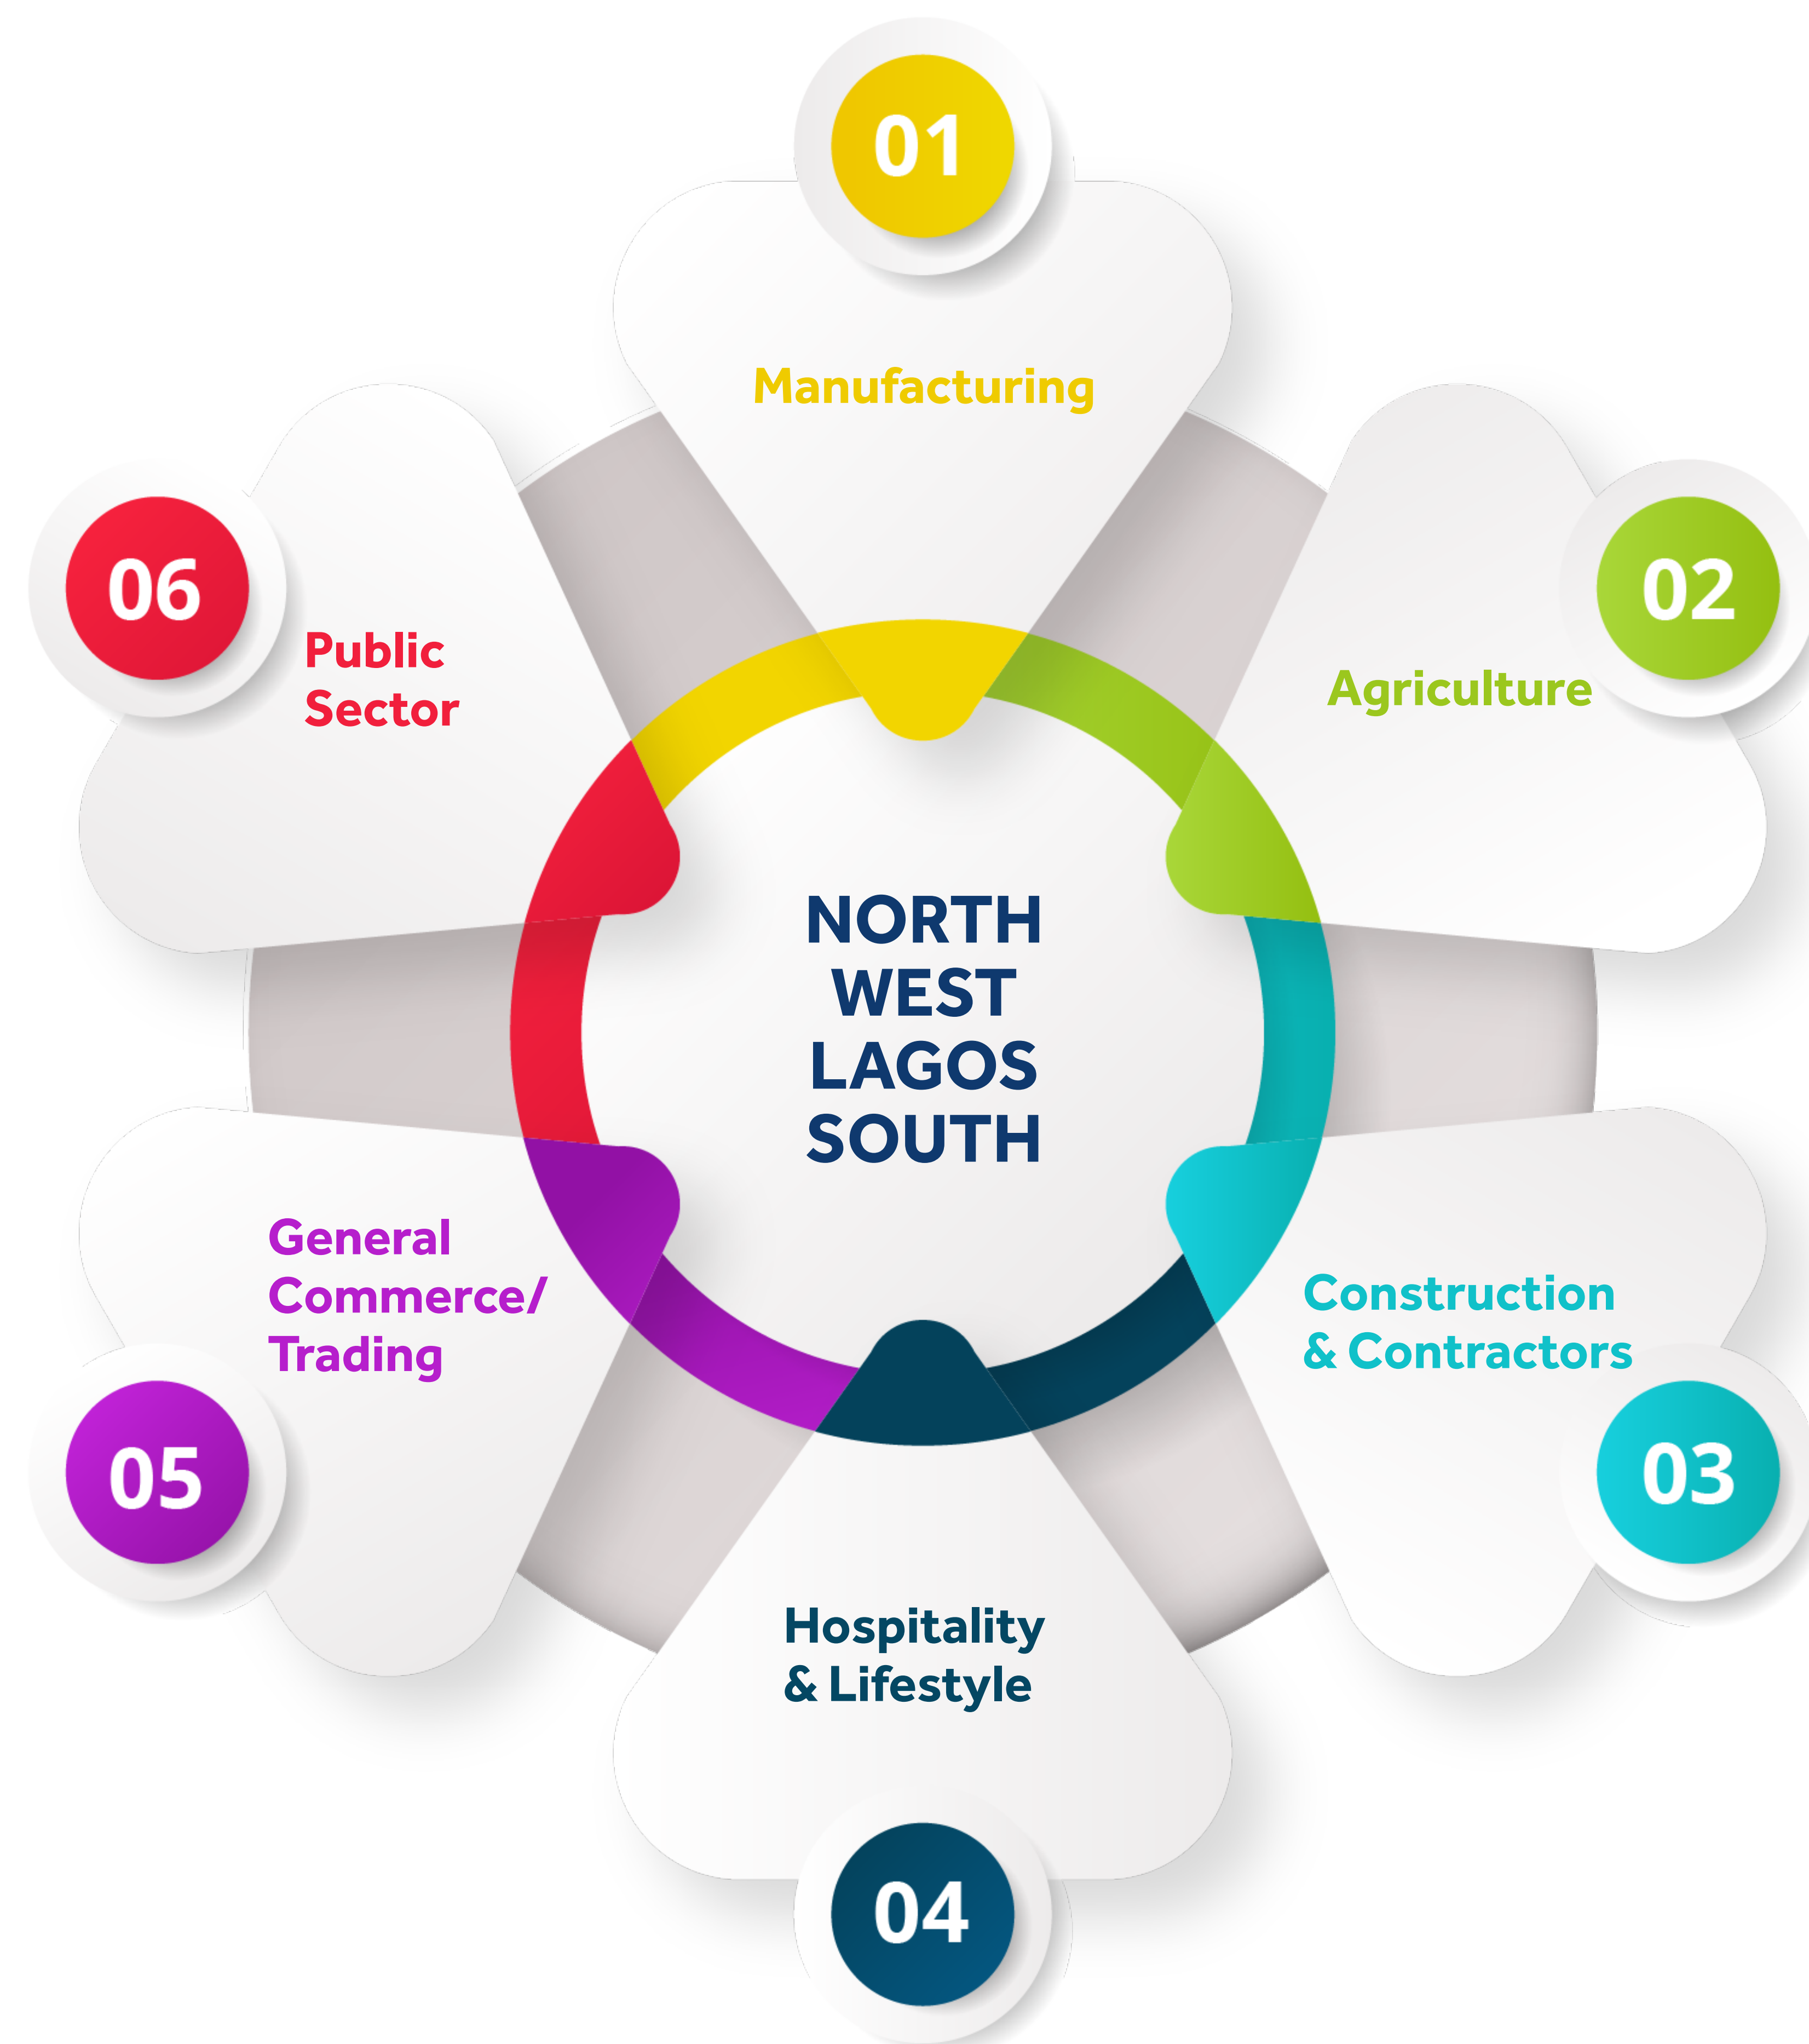 01
Manufacturing
02
Agriculture
03
Construction
& Contractors
04
Hospitality
& Lifestyle
05
General
Commerce/
Trading
06
Public
Sector
NORTH
WEST
LAGOS
SOUTH